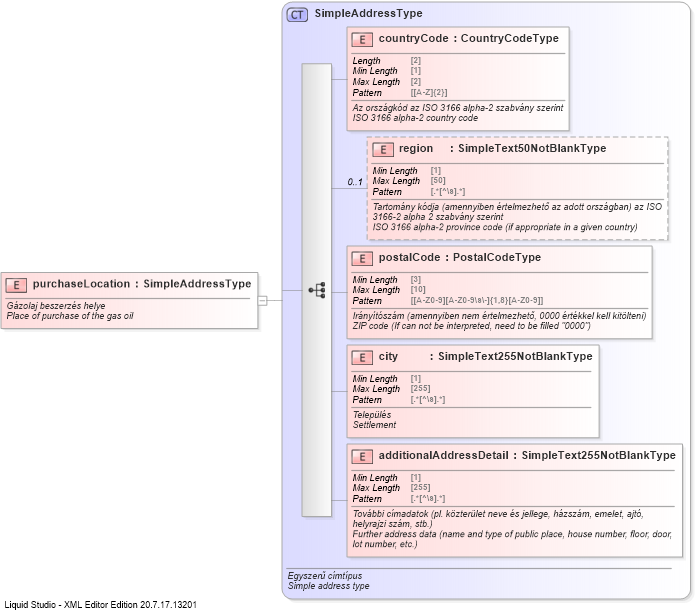 CT SimpleAddressType
E countryCode : CountryCodeType
Length [2]
Min Length [1]
Max Length [2]
Pattern [[A-Z]{2}]
Az országkód az ISO 3166 alpha-2 szabvány szerint
ISO 3166 alpha-2 country code
0..1
E region : SimpleText50NotBlankType
Min Length [1]
Max Length [50]
Pattern [.*[^\s].*]
Tartomány kódja (amennyiben értelmezhető az adott országban) az ISO
3166-2 alpha 2 szabvány szerint
ISO 3166 alpha-2 province code (if appropriate in a given country)
E purchaseLocation : SimpleAddressType
Gázolaj beszerzés helye
Place of purchase of the gas oil
E postalCode : PostalCodeType
Min Length [3]
Max Length [10]
Pattern [[A-Z0-9][A-Z0-9\s\-]{1,8}[A-Z0-9]]
Irányítószám (amennyiben nem értelmezhető, 0000 értékkel kell kitölteni)
ZIP code (If can not be interpreted, need to be filled "0000")
E city : SimpleText255NotBlankType
Min Length [1]
Max Length [255]
Pattern [.*[^\s].*]
Település
Settlement
E additionalAddressDetail : SimpleText255NotBlankType
Min Length [1]
Max Length [255]
Pattern [.*[^\s].*]
További címadatok (pl. közterület neve és jellege, házszám, emelet, ajtó,
helyrajzi szám, stb.)
Further address data (name and type of public place, house number, floor, door,
lot number, etc.)
Egyszerű címtípus
Simple address type
Liquid Studio - XML Editor Edition 20.7.17.13201